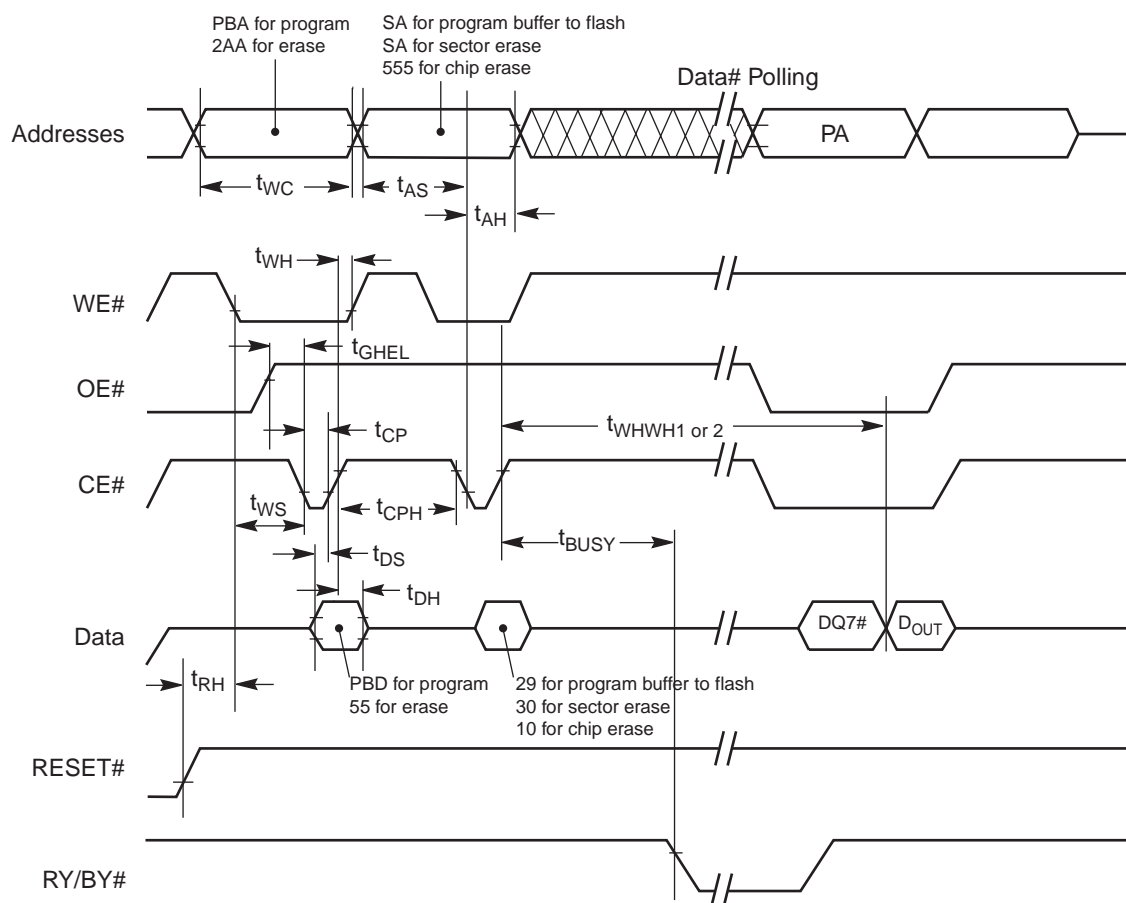 PBA for program
2AA for erase
SA for program buffer to flash
SA for sector erase
555 for chip erase
Data# Polling
Addresses
PA
tWC
tAS
tAH
tWH
WE#
tGHEL
OE#
tCP
tWHWH1 or 2
CE#
tWS
tCPH
tBUSY
tDS
tDH
Data
DQ7#
DOUT
tRH
PBD for program
55 for erase
29 for program buffer to flash
30 for sector erase
10 for chip erase
RESET#
RY/BY#